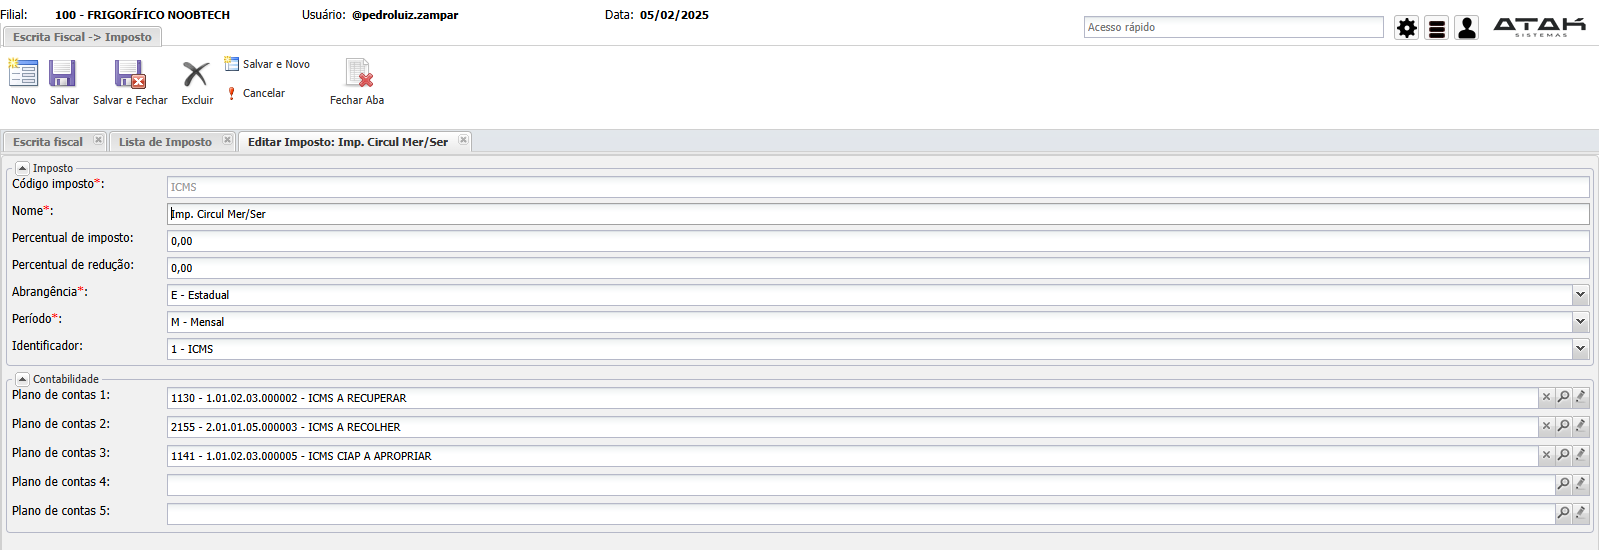 Filial: 100 - FRIGORÍFICO NOOBTECH Usuário: @pedroluiz.zampar Data: 05/02/2025
Acesso rápido
ATAK
SISTEMAS
Escrita Fiscal -> Imposto
Novo Salvar Salvar e Fechar Excluir Salvar e Novo Cancelar Fechar Aba
Escrita fiscal Lista de Imposto Editar Imposto: Imp. Circul Mer/Ser
Imposto
Código imposto*: ICMS
Nome*: Imp. Circul Mer/Ser
Percentual de imposto: 0,00
Percentual de redução: 0,00
Abrangência*: E - Estadual
Período*: M - Mensal
Identificador: 1 - ICMS
Contabilidade
Plano de contas 1: 1130 - 1.01.02.03.000002 - ICMS A RECUPERAR
Plano de contas 2: 2155 - 2.01.01.05.000003 - ICMS A RECOLHER
Plano de contas 3: 1141 - 1.01.02.03.000005 - ICMS CIAP A APROPRIAR
Plano de contas 4:
Plano de contas 5: